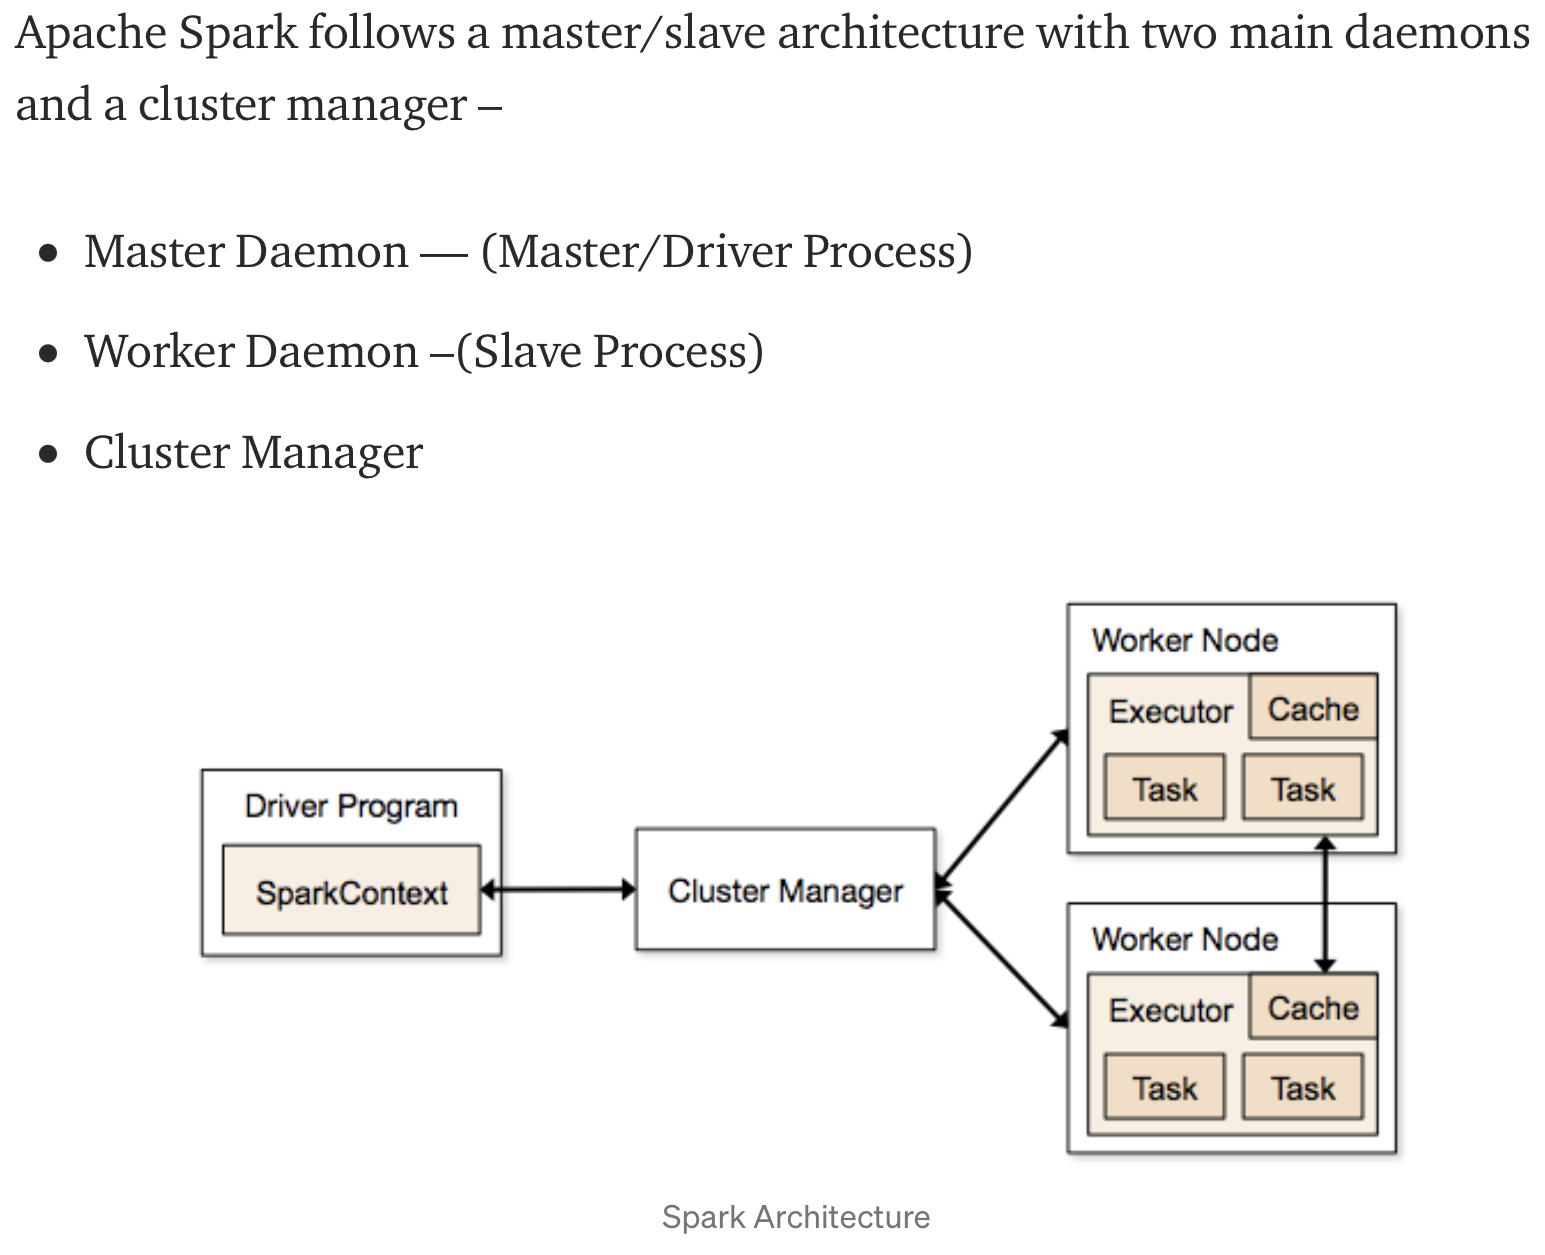 Apache Spark follows a master/slave architecture with two main daemons
and a cluster manager –
• Master Daemon — (Master/Driver Process)
• Worker Daemon –(Slave Process)
• Cluster Manager
Worker Node
Executor
Cache
Task
Task
Driver Program
SparkContext
Cluster Manager
Worker Node
Executor
Cache
Task
Task
Spark Architecture